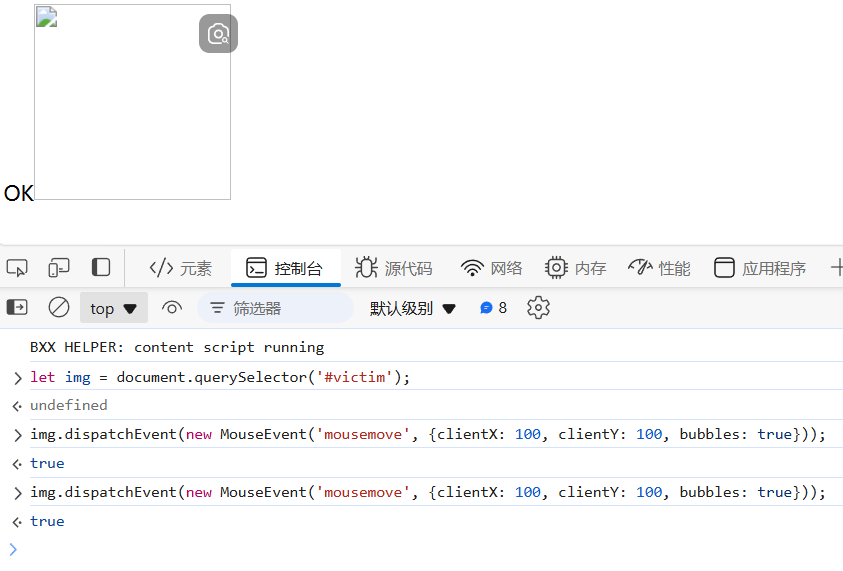 OK
元素 控制台 源代码 网络 内存 性能 应用程序
top 筛选器 默认级别 8
BXX HELPER: content script running
let img = document.querySelector('#victim');
undefined
img.dispatchEvent(new MouseEvent('mousemove', {clientX: 100, clientY: 100, bubbles: true}));
true
img.dispatchEvent(new MouseEvent('mousemove', {clientX: 100, clientY: 100, bubbles: true}));
true